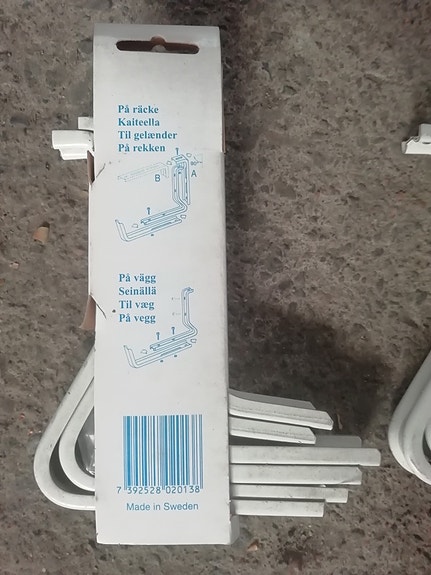 På räcke
Kaiteella
Til gelænder
På rekken
B
A
90°
På vägg
Seinällä
Til væg
På vegg
7 392528 020138
Made in Sweden